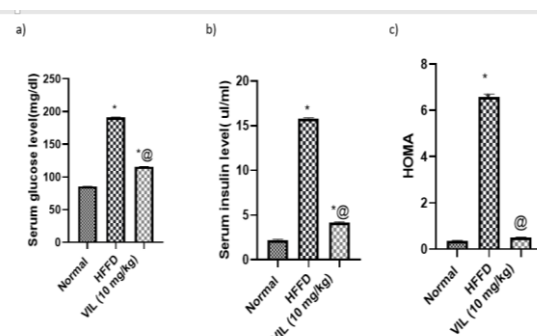 a)
Serum glucose level(mg/dl)
250
200
150
100
50
0
*
*@
Normal
HFFD
VIL (10 mg/kg)
b)
Serum insulin level( ul/ml)
20
15
10
5
0
*
*@
Normal
HFFD
VIL (10 mg/kg)
c)
HOMA
8
6
4
2
0
*
@
Normal
HFFD
VIL (10 mg/kg)